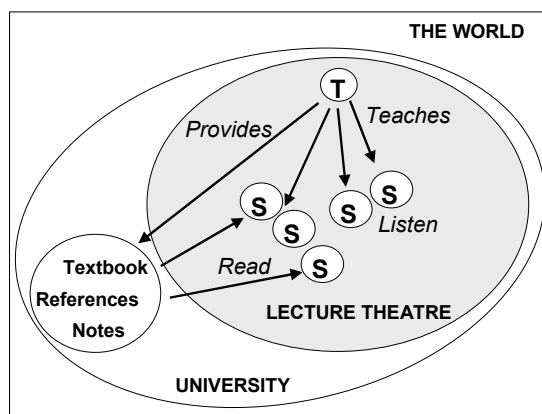 THE WORLD
T
Provides
Teaches
S
S
S
S
Listen
S
Textbook
Read
References
LECTURE THEATRE
Notes
UNIVERSITY